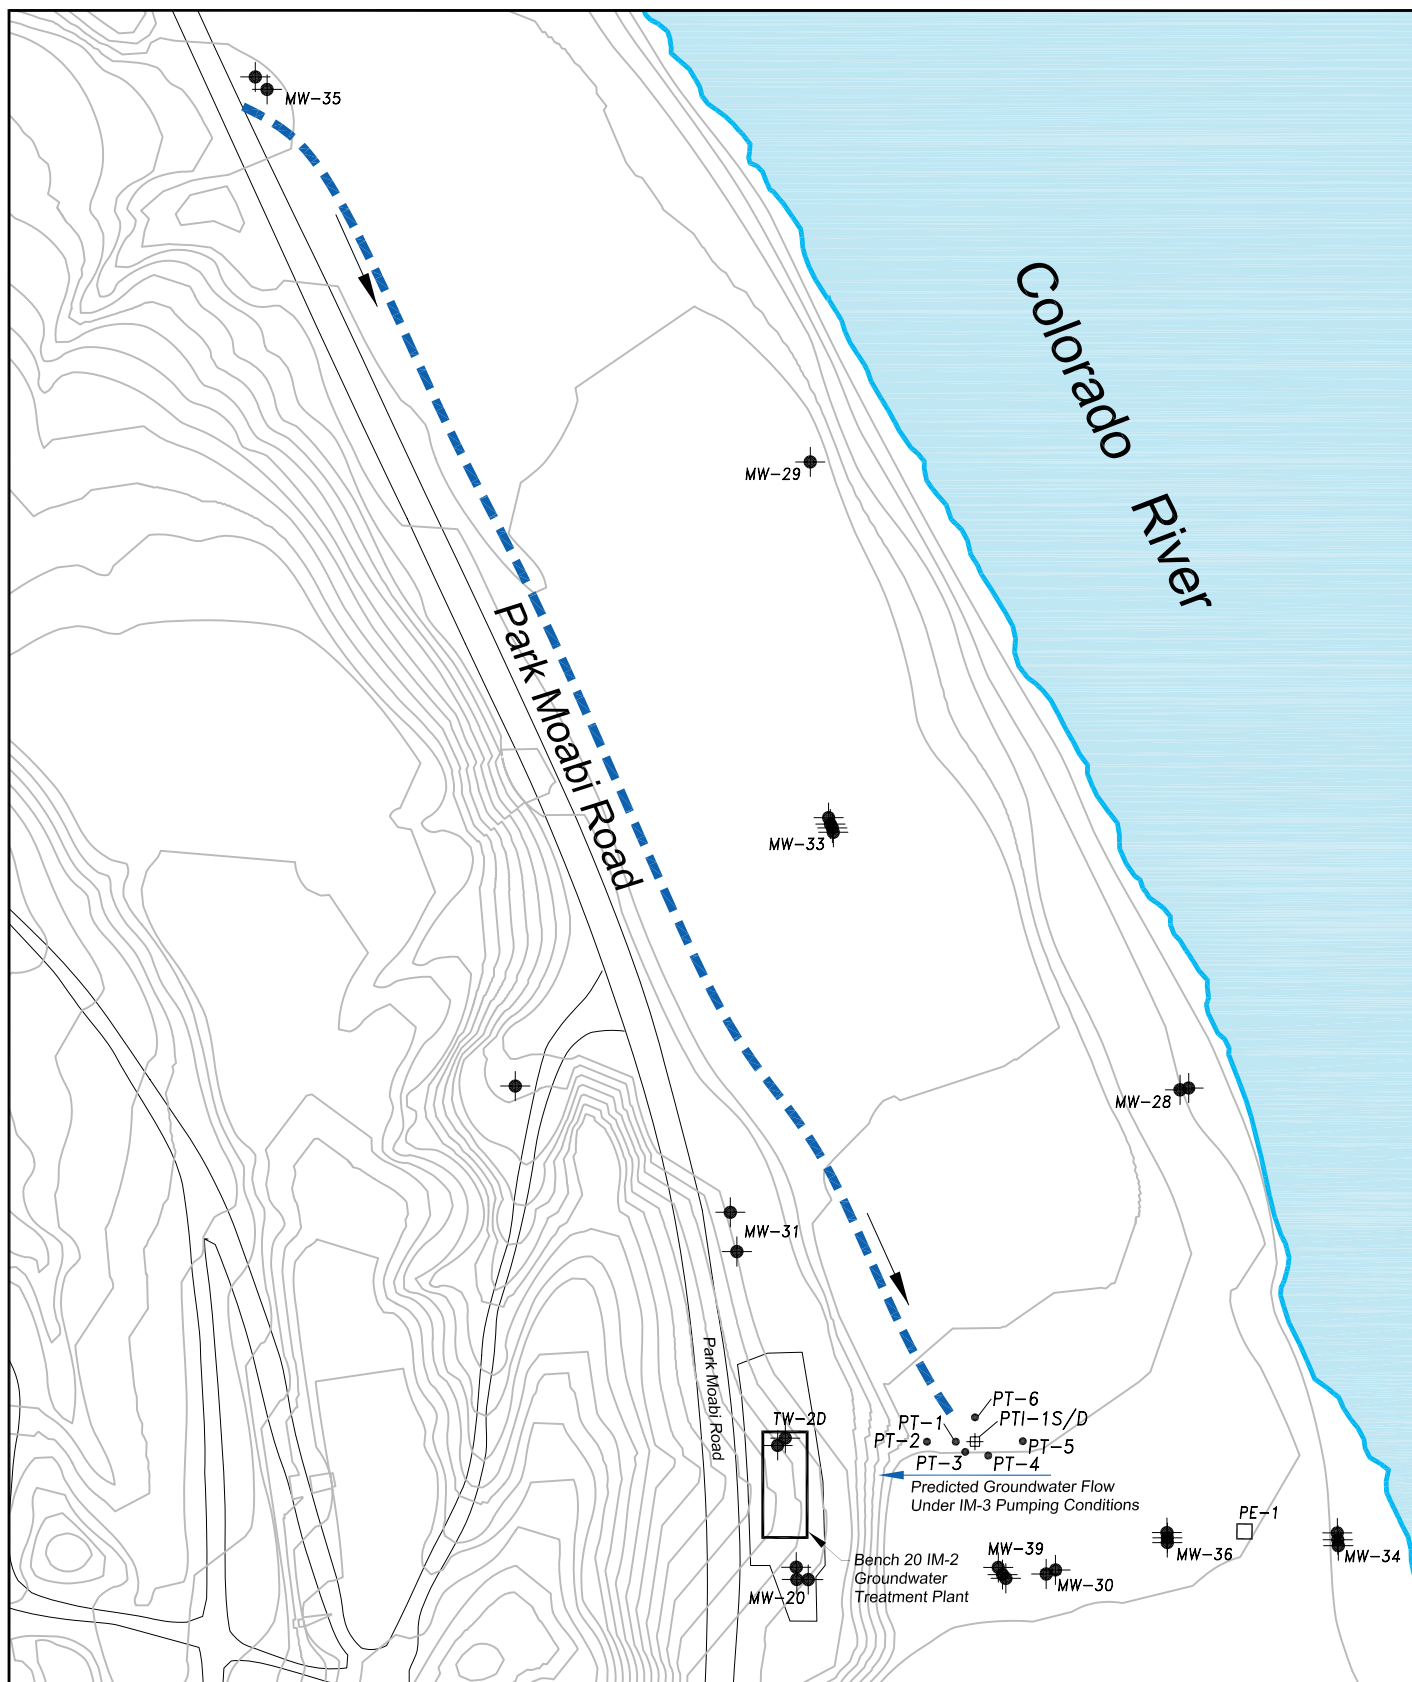 MW-35
Colorado River
MW-29
Park Moabi Road
MW-33
MW-28
MW-31
Park Moabi Road
PT-6
TW-2D
PT-1
PTI-1S/D
PT-2
PT-5
PT-3
PT-4
Predicted Groundwater Flow
Under IM-3 Pumping Conditions
PE-1
MW-39
MW-36
MW-34
Bench 20 IM-2
Groundwater
Treatment Plant
MW-30
MW-20